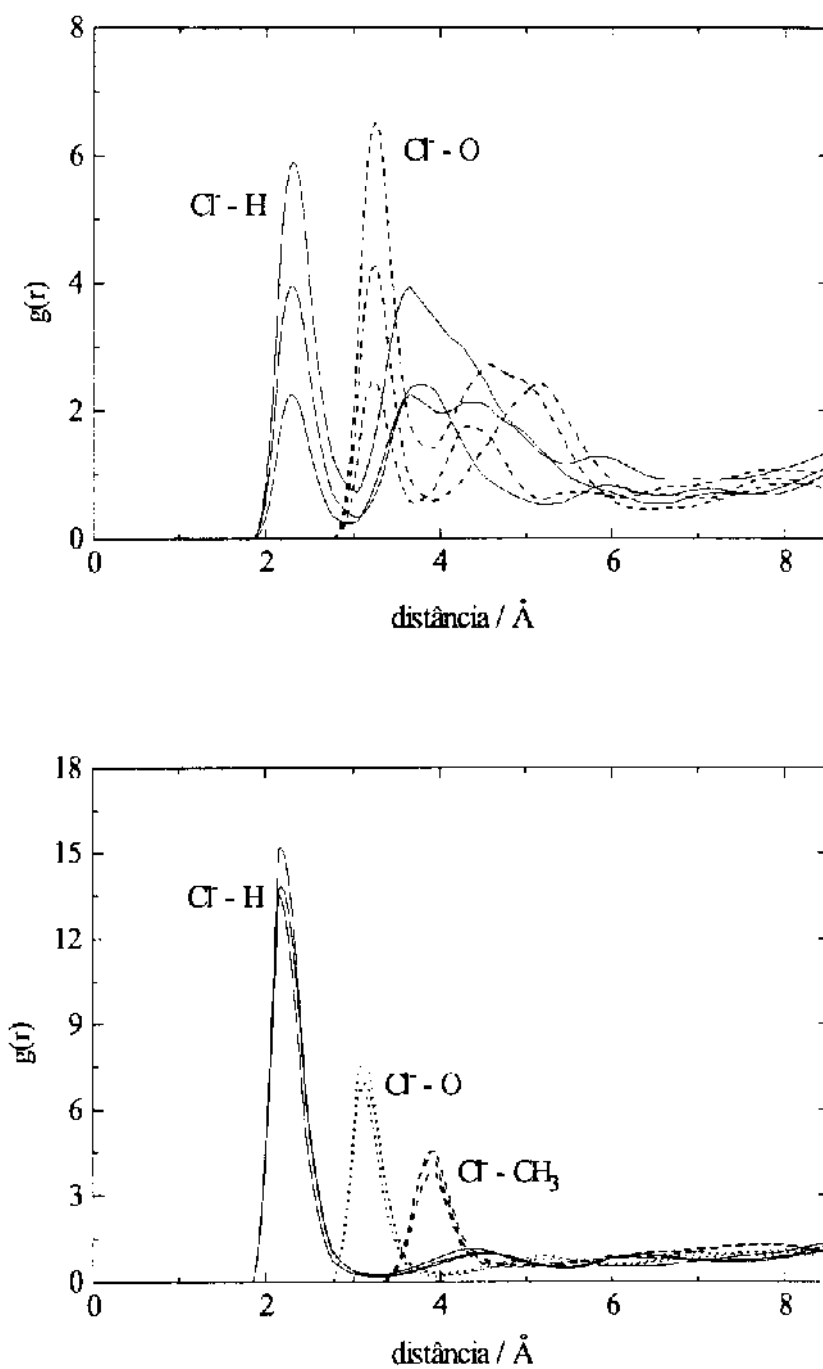 8
6
4
2
0
g(r)
Cl⁻ - H
Cl⁻ - O
0 2 4 6 8
distância / Å
18
15
12
9
6
3
0
g(r)
Cl⁻ - H
Cl⁻ - O
Cl⁻ - CH₃
0 2 4 6 8
distância / Å